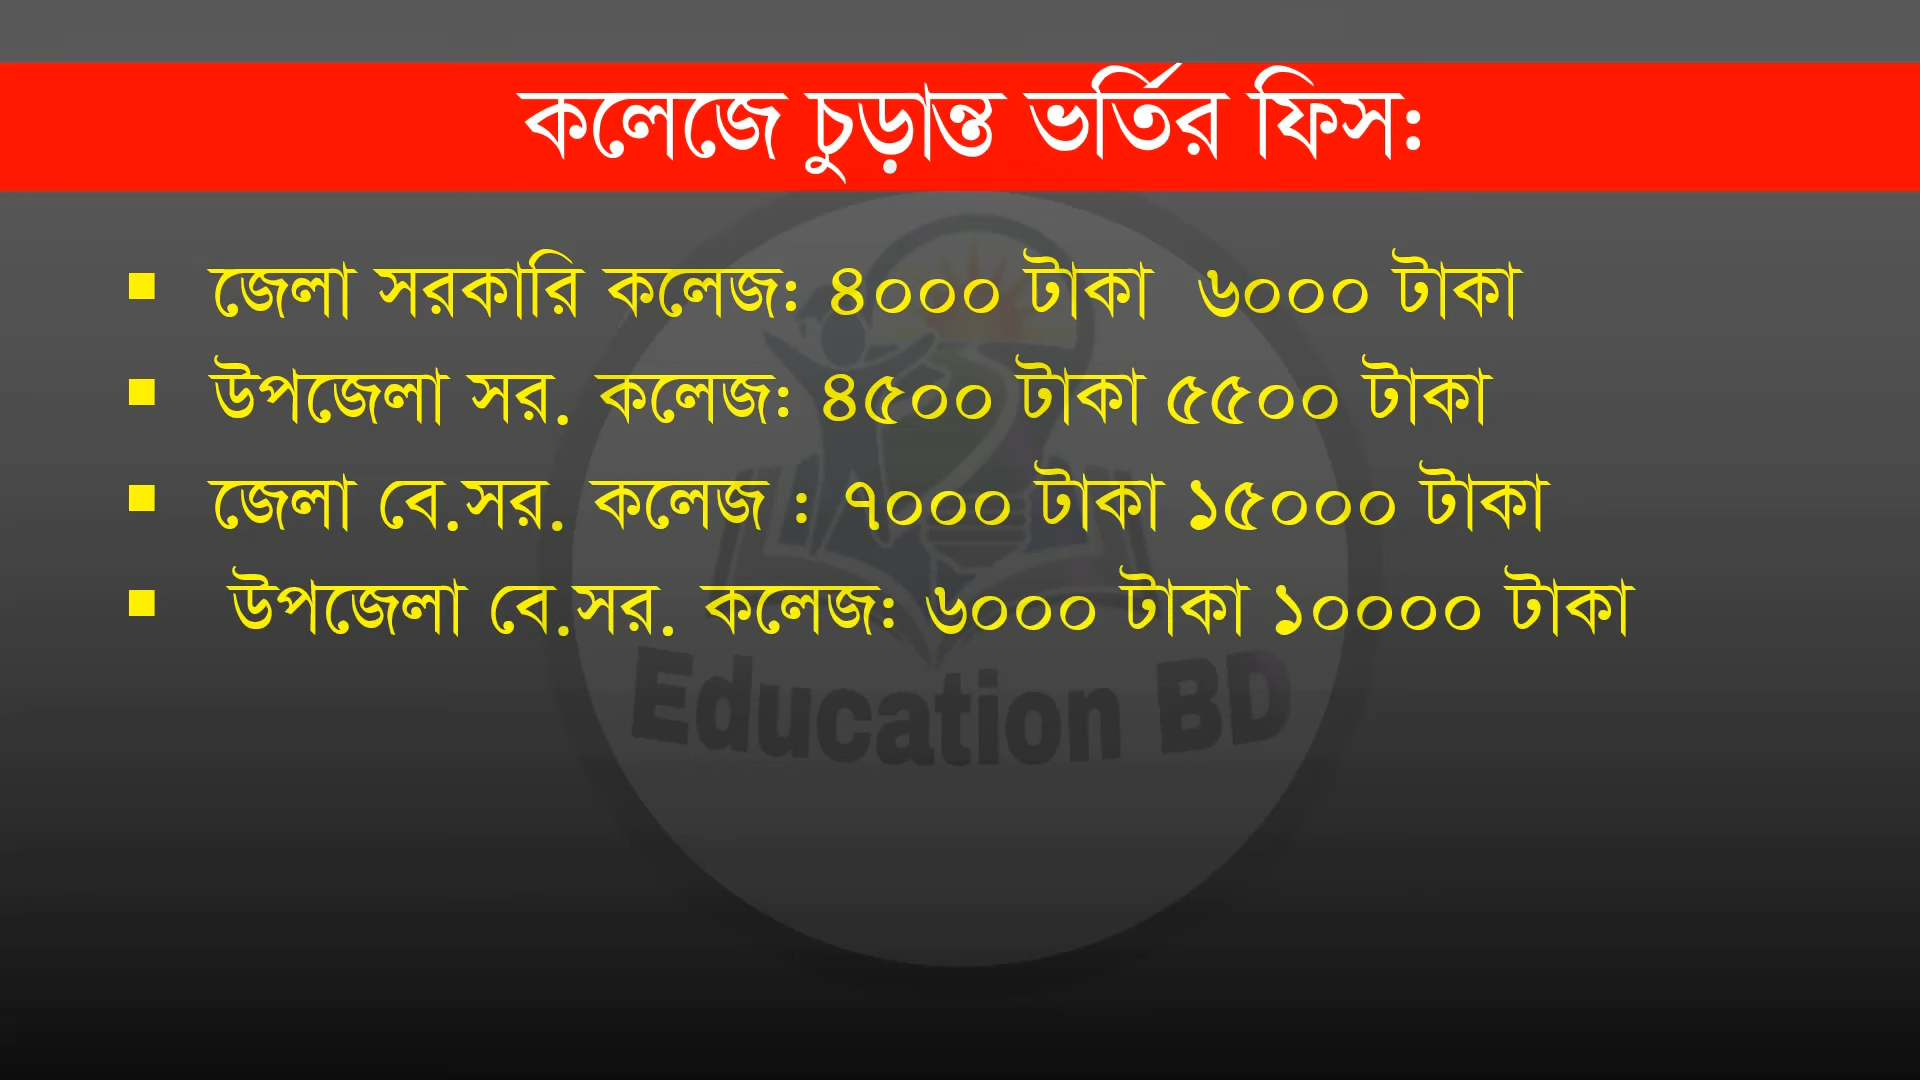 কলেজে চুড়ান্ত ভর্তির ফিস:
জেলা সরকারি কলেজ: ৪০০০ টাকা ৬০০০ টাকা
উপজেলা সর. কলেজ: ৪৫০০ টাকা ৫৫০০ টাকা
জেলা বে.সর. কলেজ : ৭০০০ টাকা ১৫০০০ টাকা
উপজেলা বে.সর. কলেজ: ৬০০০ টাকা ১০০০০ টাকা
Education BD